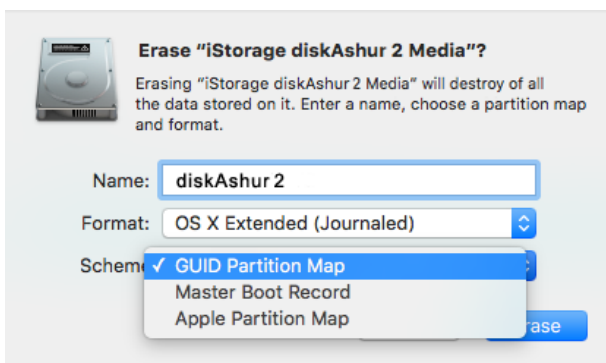 Erase “iStorage diskAshur 2 Media”?
Erasing “iStorage diskAshur 2 Media” will destroy of all
the data stored on it. Enter a name, choose a partition map
and format.
Name: diskAshur 2
Format: OS X Extended (Journaled)
Scheme ✓ GUID Partition Map
Master Boot Record
Apple Partition Map